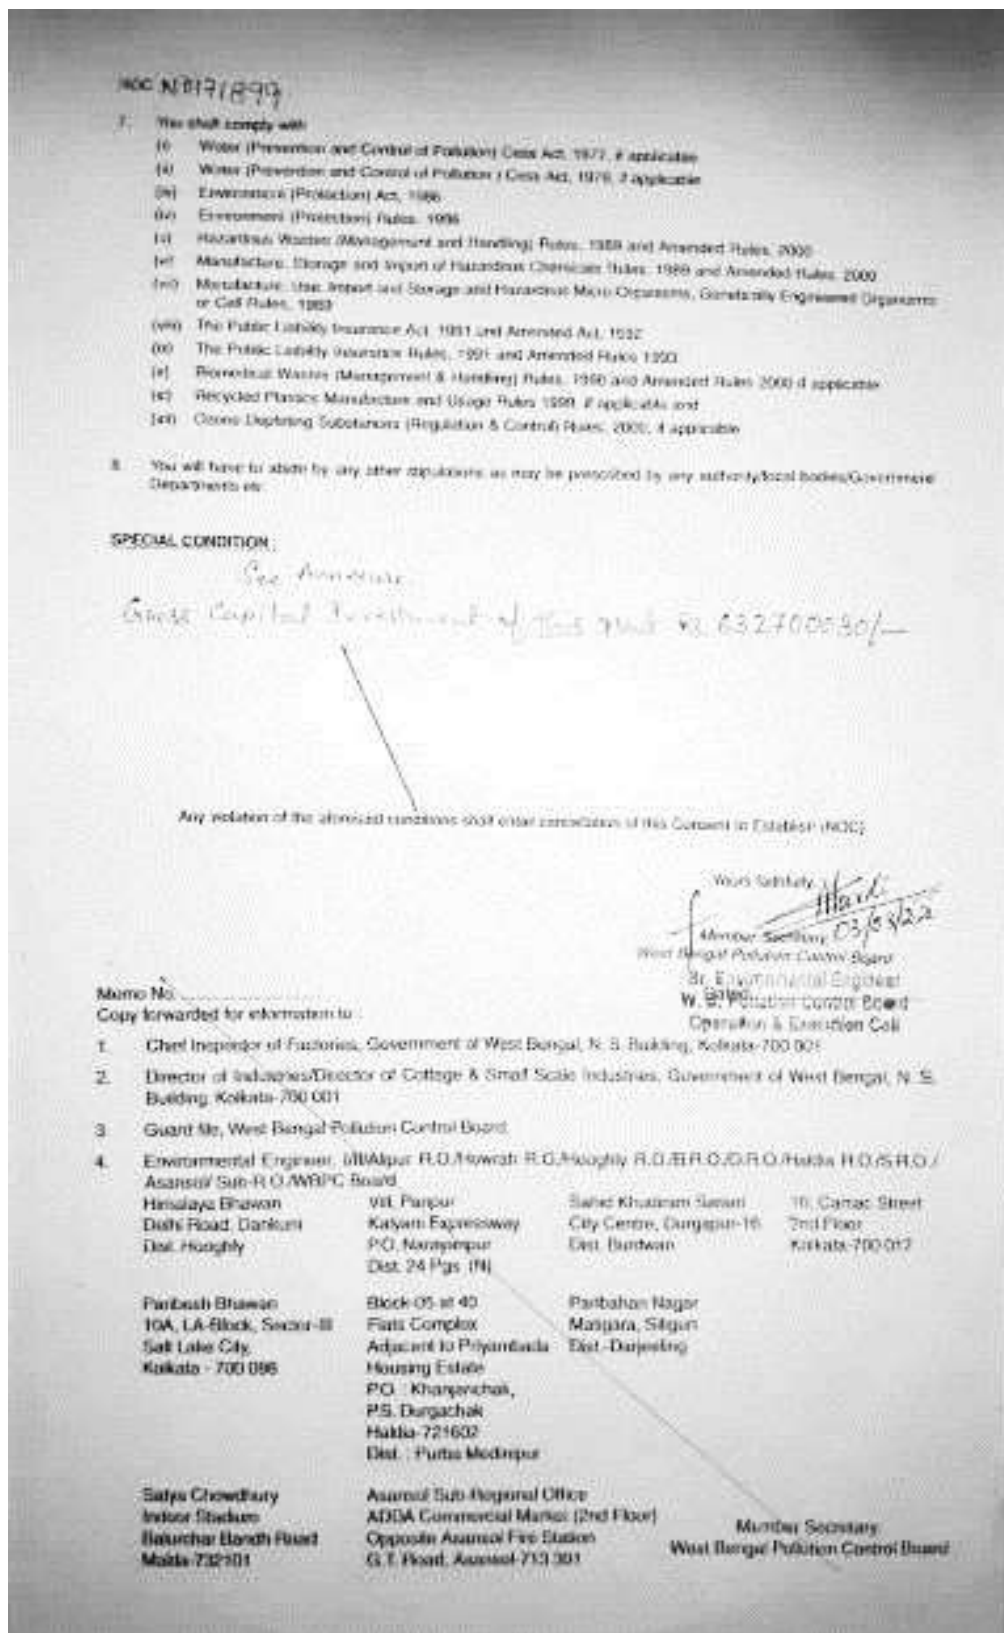 NOC NO171899
7. You shall comply with
(i) Water (Prevention and Control of Pollution) Cess Act, 1977, if applicable
(ii) Water (Prevention and Control of Pollution) Cess Act, 1978, if applicable
(iii) Environment (Protection) Act, 1986
(iv) Environment (Protection) Rules, 1986
(v) Hazardous Wastes (Management and Handling) Rules, 1989 and Amended Rules, 2000
(vi) Manufacture, Storage and Import of Hazardous Chemicals Rules, 1989 and Amended Rules, 2000
(vii) Manufacture, Use, Import and Storage and Hazardous Micro Organisms, Genetically Engineered Organisms
or Cell Rules, 1989
(viii) The Public Liability Insurance Act, 1991 and Amended Act, 1992
(ix) The Public Liability Insurance Rules, 1991 and Amended Rules 1993
(x) Biomedical Wastes (Management & Handling) Rules, 1998 and Amended Rules 2000 if applicable
(xi) Recycled Plastics Manufacture and Usage Rules 1999, if applicable and
(xii) Ozone Depleting Substances (Regulation & Control) Rules, 2000, if applicable
8. You will have to abide by any other stipulations as may be prescribed by any authority/local bodies/Government
Departments etc.
SPECIAL CONDITION :
See Annexure
Gross Capital Investment of the plant Rs.
Any violation of the aforesaid conditions shall entail cancellation of this Consent to Establish (NOC)
Yours faithfully,
03/03/22
Member Secretary
West Bengal Pollution Control Board
Sr. Environmental Engineer
Dated
W. B. Pollution Control Board
Operation & Execution Cell
Memo No.
Copy forwarded for information to :
1. Chief Inspector of Factories, Government of West Bengal, N. S. Building, Kolkata-700 001
2. Director of Industries/Director of Cottage & Small Scale Industries, Government of West Bengal, N. S.
Building, Kolkata-700 001
3. Guard file, West Bengal Pollution Control Board
4. Environmental Engineer, I/II/Alipur R.O./Howrah R.O./Hooghly R.O./B.R.O./D.R.O./Haldia R.O./S.R.O./
Asansol Sub-R.O./WBPC Board
Himalaya Bhawan
Delhi Road, Dankuni
Dist. Hooghly
Vill. Panpur
Kalyani Expressway
P.O. Narayanpur
Dist. 24 Pgs. (N)
Sahid Khudiram Sarani
City Centre, Durgapur-16
Dist. Burdwan
10, Camac Street
2nd Floor
Kolkata-700 017
Paribesh Bhawan
10A, LA-Block, Sector-III
Salt Lake City,
Kolkata - 700 098
Block-05 at 40
Flats Complex
Adjacent to Priyambada
Housing Estate
P.O. : Khanjanchak,
P.S. Durgachak
Haldia-721602
Dist. : Purba Medinipur
Paribahan Nagar
Matigara, Siliguri
Dist.-Darjeeling
Satya Chowdhury
Indoor Stadium
Balurchar Bandh Road
Malda-732101
Asansol Sub-Regional Office
ADDA Commercial Market (2nd Floor)
Opposite Asansol Fire Station
G.T. Road, Asansol-713 301
Member Secretary
West Bengal Pollution Control Board